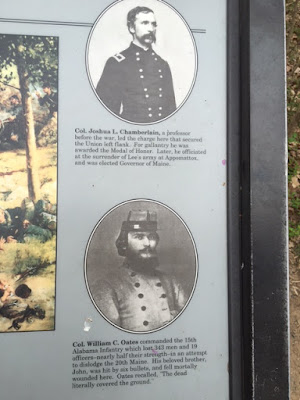 Col. Joshua L. Chamberlain, a professor
before the war, led the charge here that secured
the Union left flank. For gallantry he was
awarded the Medal of Honor. Later, he officiated
at the surrender of Lee's army at Appomattox,
and was elected Governor of Maine.
Col. William C. Oates commanded the 15th
Alabama Infantry which lost 343 men and 19
officers-nearly half their strength-in an attempt
to dislodge the 20th Maine. His beloved brother,
John, was hit by six bullets, and fell mortally
wounded here. Oates recalled, "The dead
literally covered the ground."